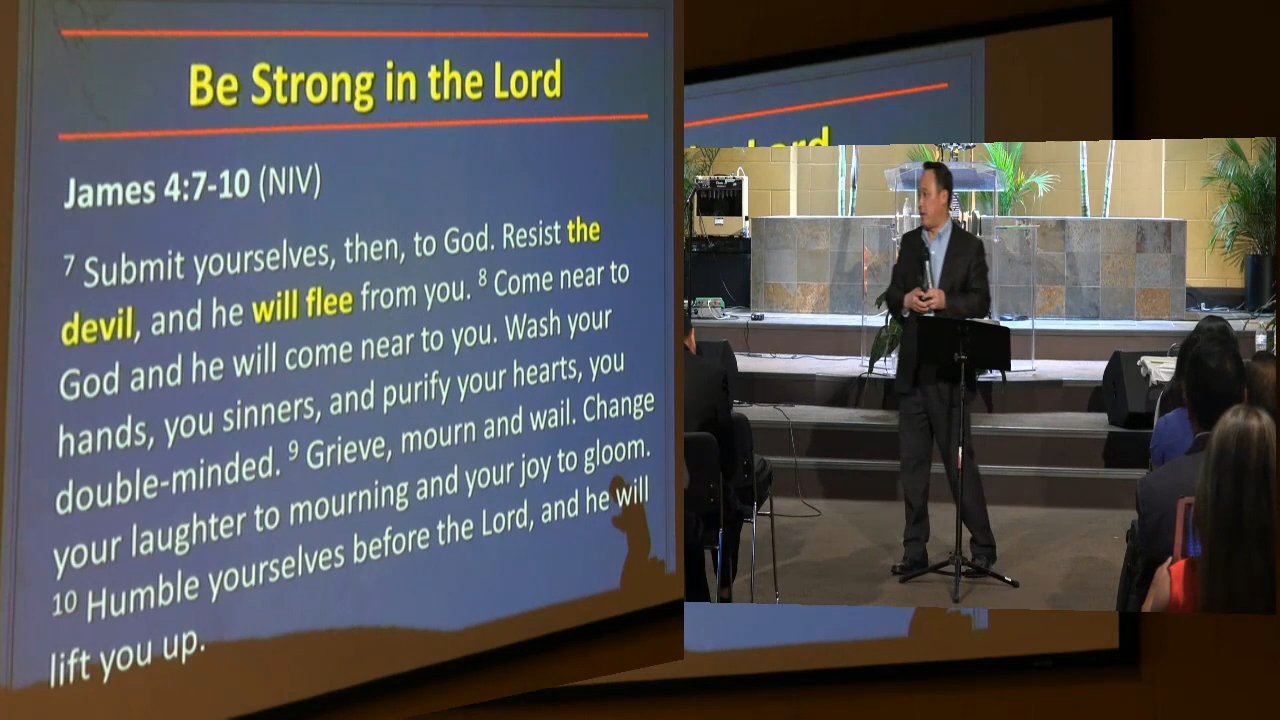 Be Strong in the Lord
James 4:7-10 (NIV)
7 Submit yourselves, then, to God. Resist the
devil, and he will flee from you. 8 Come near to
God and he will come near to you. Wash your
hands, you sinners, and purify your hearts, you
double-minded. 9 Grieve, mourn and wail. Change
your laughter to mourning and your joy to gloom.
10 Humble yourselves before the Lord, and he will
lift you up.
Lord